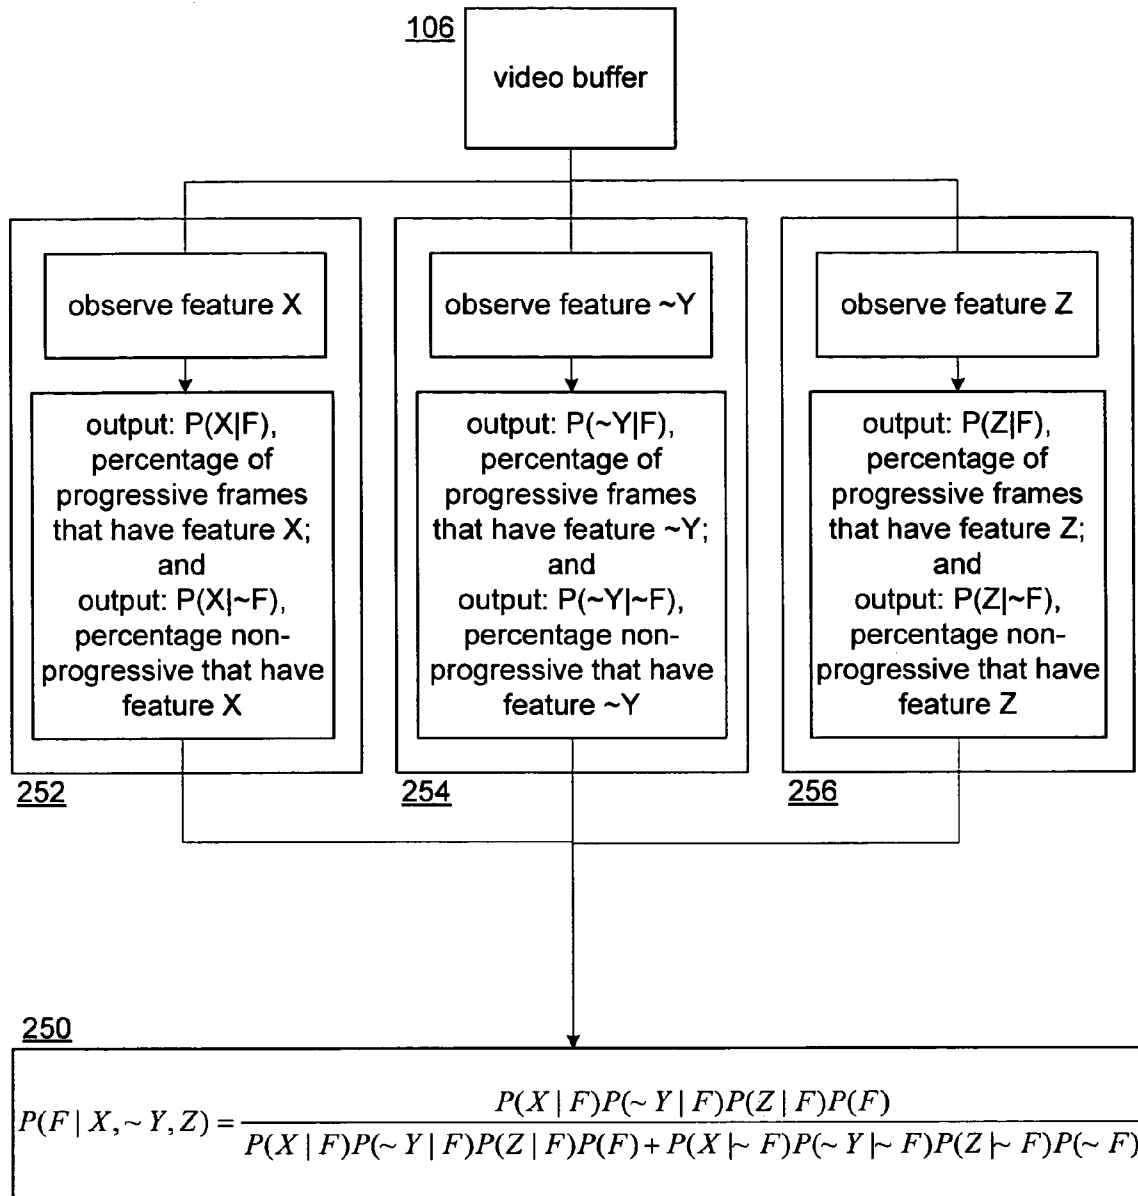 106
video buffer
observe feature X
output: P(X|F),
percentage of
progressive frames
that have feature X;
and
output: P(X|~F),
percentage non-
progressive that have
feature X
252
observe feature ~Y
output: P(~Y|F),
percentage of
progressive frames
that have feature ~Y;
and
output: P(~Y|~F),
percentage non-
progressive that have
feature ~Y
254
observe feature Z
output: P(Z|F),
percentage of
progressive frames
that have feature Z;
and
output: P(Z|~F),
percentage non-
progressive that have
feature Z
256
250
P(F | X, ~ Y, Z) =
P(X | F)P(~ Y | F)P(Z | F)P(F)
P(X | F)P(~ Y | F)P(Z | F)P(F) + P(X |~ F)P(~ Y |~ F)P(Z |~ F)P(~ F)